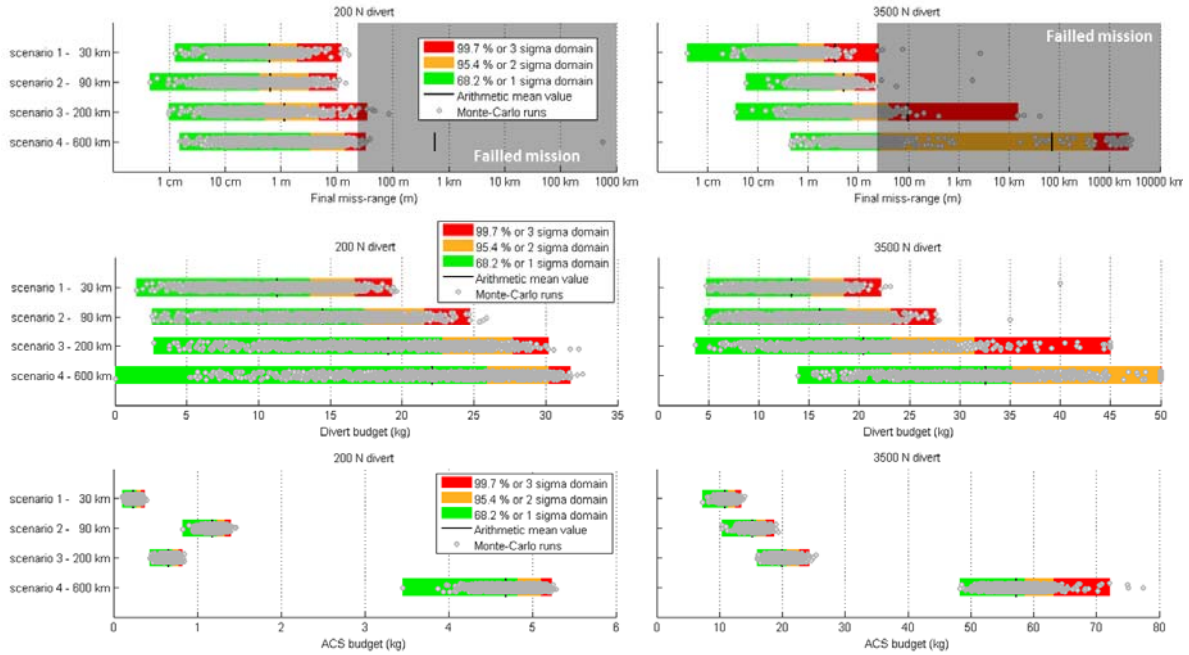 200 N divert
3500 N divert
scenario 1 - 30 km
scenario 2 - 90 km
scenario 3 - 200 km
scenario 4 - 600 km
99.7 % or 3 sigma domain
95.4 % or 2 sigma domain
68.2 % or 1 sigma domain
Arithmetic mean value
Monte-Carlo runs
Failled mission
Failled mission
1 cm 10 cm 1 m 10 m 100 m 1 km 1000 km
Final miss-range (m)
1 cm 10 cm 1 m 10 m 100 m 1 km 10 km 1000 km 10000 km
Final miss-range (m)
200 N divert
3500 N divert
99.7 % or 3 sigma domain
95.4 % or 2 sigma domain
68.2 % or 1 sigma domain
Arithmetic mean value
Monte-Carlo runs
scenario 1 - 30 km
scenario 2 - 90 km
scenario 3 - 200 km
scenario 4 - 600 km
0 5 10 15 20 25 30 35
Divert budget (kg)
0 5 10 15 20 25 30 35 40 45 50
Divert budget (kg)
200 N divert
3500 N divert
99.7 % or 3 sigma domain
95.4 % or 2 sigma domain
68.2 % or 1 sigma domain
Arithmetic mean value
Monte-Carlo runs
scenario 1 - 30 km
scenario 2 - 90 km
scenario 3 - 200 km
scenario 4 - 600 km
0 1 2 3 4 5 6
ACS budget (kg)
0 10 20 30 40 50 60 70 80
ACS budget (kg)